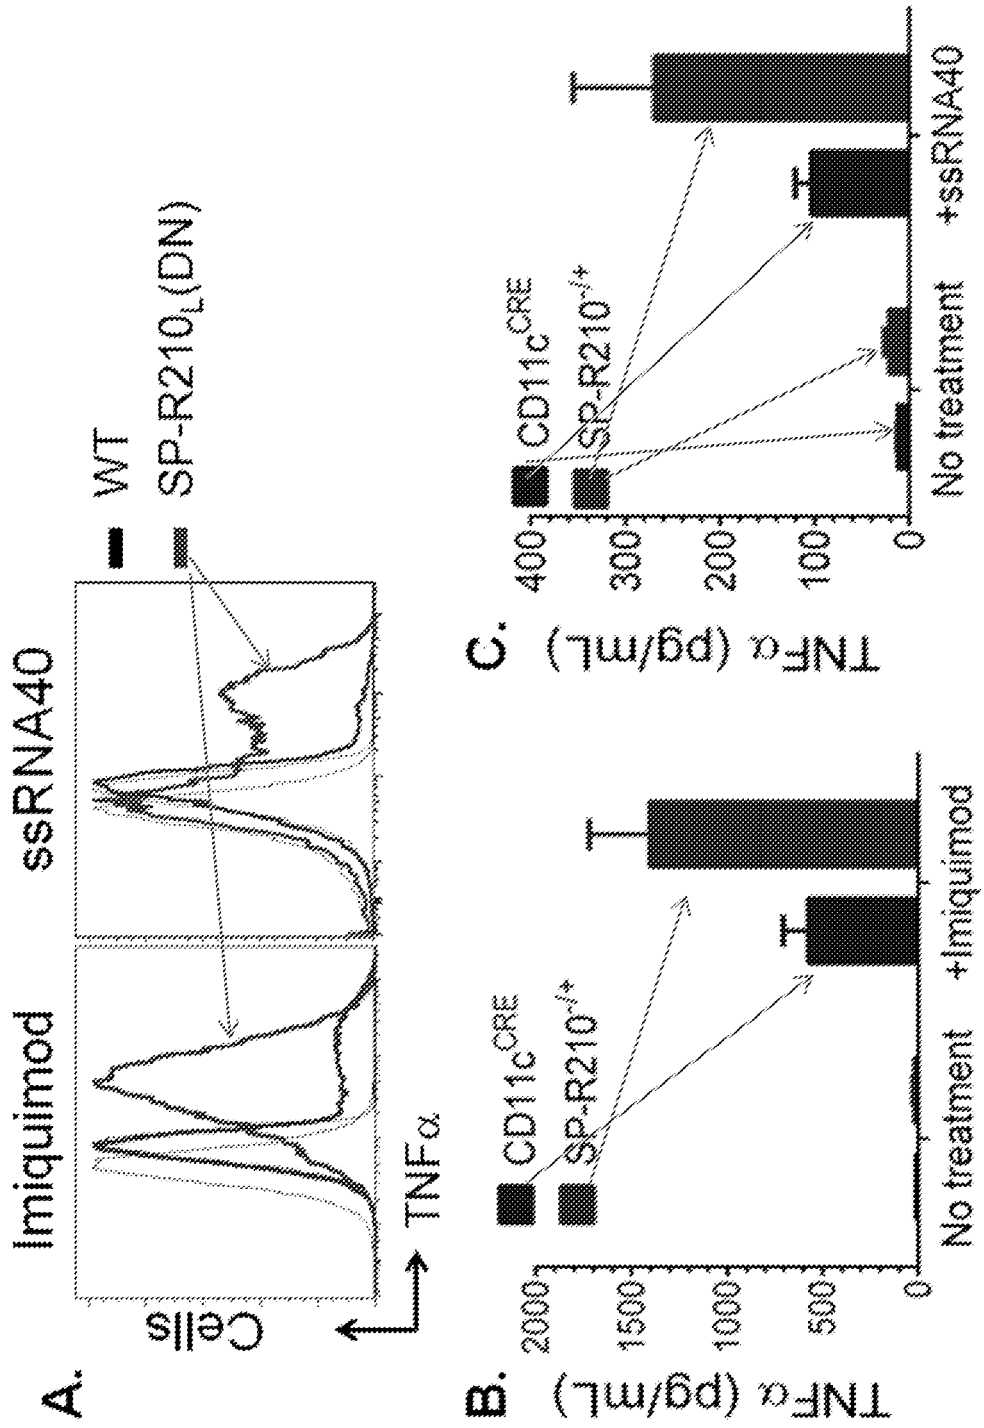 A.
Imiquimod
ssRNA40
WT
SP-R210L(DN)
Cells
TNFα
B.
TNFα (pg/mL)
2000
1500
1000
500
0
CD11cCRE
SP-R210-/+
No treatment
+Imiquimod
C.
TNFα (pg/mL)
400
300
200
100
0
CD11cCRE
SP-R210-/+
No treatment
+ssRNA40